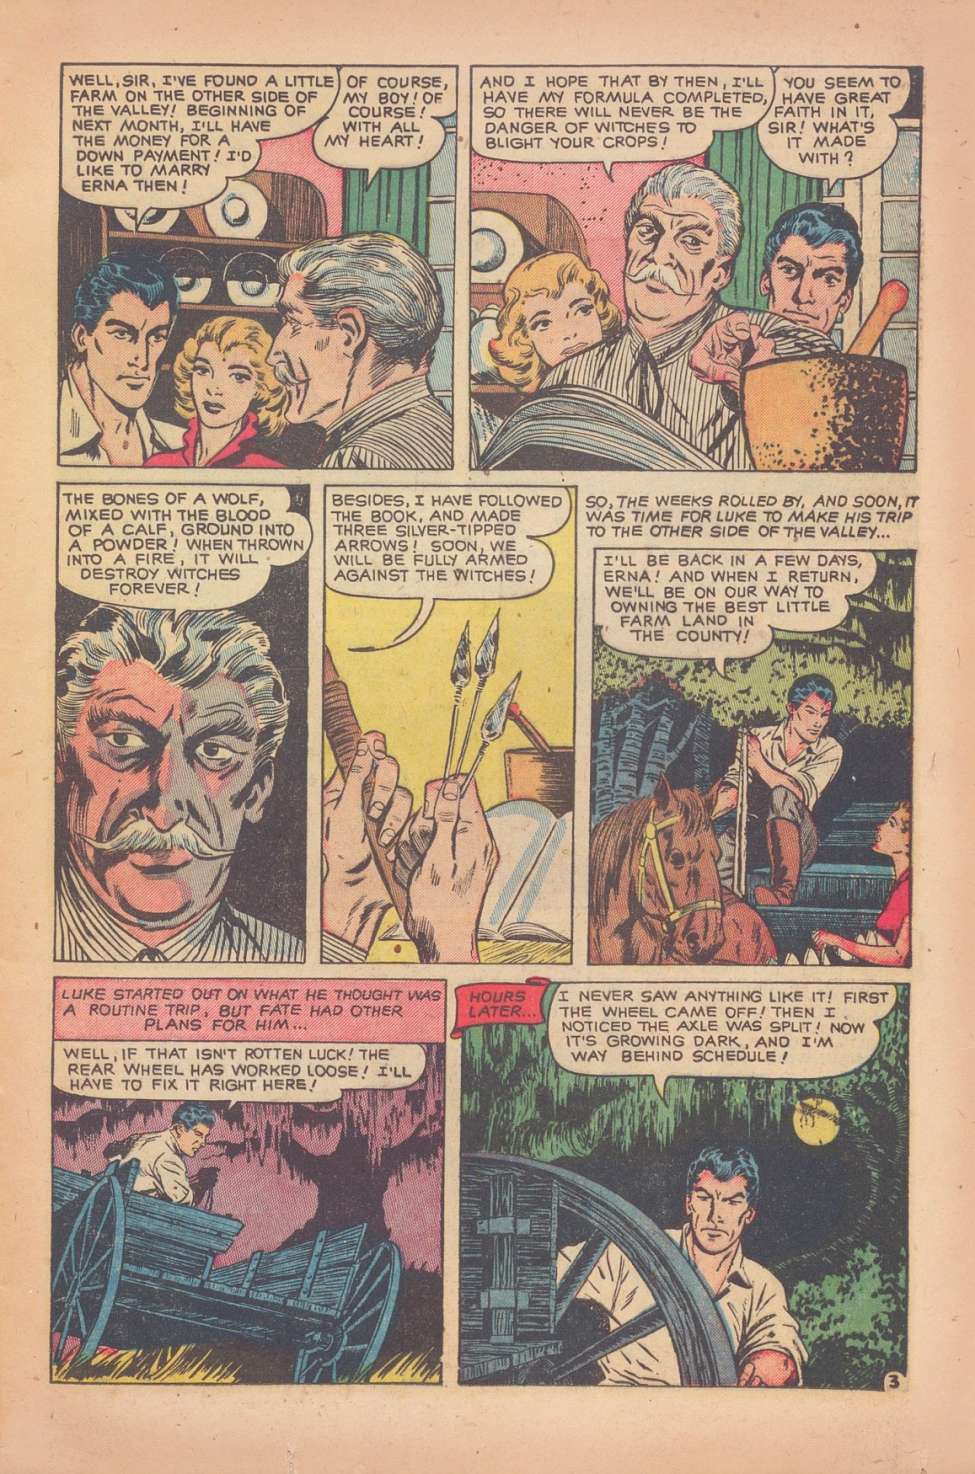 WELL, SIR, I'VE FOUND A LITTLE
FARM ON THE OTHER SIDE OF
THE VALLEY! BEGINNING OF
NEXT MONTH, I'LL HAVE
THE MONEY FOR A
DOWN PAYMENT! I'D
LIKE TO MARRY
ERNA THEN!
OF COURSE,
MY BOY! OF
COURSE!
WITH ALL
MY HEART!
AND I HOPE THAT BY THEN, I'LL
HAVE MY FORMULA COMPLETED,
SO THERE WILL NEVER BE THE
DANGER OF WITCHES TO
BLIGHT YOUR CROPS!
YOU SEEM TO
HAVE GREAT
FAITH IN IT,
SIR! WHAT'S
IT MADE
WITH?
THE BONES OF A WOLF,
MIXED WITH THE BLOOD
OF A CALF, GROUND INTO
A POWDER! WHEN THROWN
INTO A FIRE, IT WILL
DESTROY WITCHES
FOREVER!
BESIDES, I HAVE FOLLOWED
THE BOOK, AND MADE
THREE SILVER-TIPPED
ARROWS! SOON, WE
WILL BE FULLY ARMED
AGAINST THE WITCHES!
SO, THE WEEKS ROLLED BY, AND SOON, IT
WAS TIME FOR LUKE TO MAKE HIS TRIP
TO THE OTHER SIDE OF THE VALLEY...
I'LL BE BACK IN A FEW DAYS,
ERNA! AND WHEN I RETURN,
WE'LL BE ON OUR WAY TO
OWNING THE BEST LITTLE
FARM LAND IN
THE COUNTY!
LUKE STARTED OUT ON WHAT HE THOUGHT WAS
A ROUTINE TRIP, BUT FATE HAD OTHER
PLANS FOR HIM...
WELL, IF THAT ISN'T ROTTEN LUCK! THE
REAR WHEEL HAS WORKED LOOSE! I'LL
HAVE TO FIX IT RIGHT HERE!
HOURS
LATER...
I NEVER SAW ANYTHING LIKE IT! FIRST
THE WHEEL CAME OFF! THEN I
NOTICED THE AXLE WAS SPLIT! NOW
IT'S GROWING DARK, AND I'M
WAY BEHIND SCHEDULE!
3